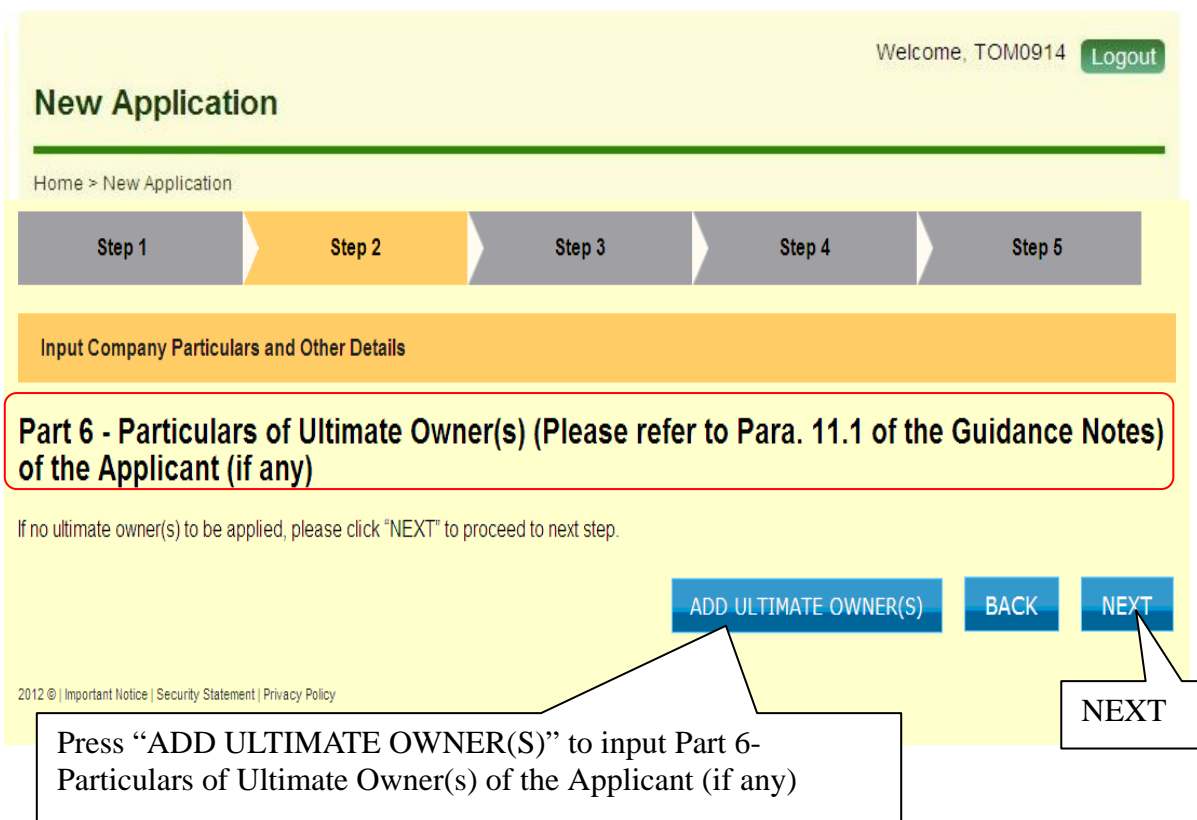 Welcome, TOM0914 Logout
New Application
Home > New Application
Step 1 Step 2 Step 3 Step 4 Step 5
Input Company Particulars and Other Details
Part 6 - Particulars of Ultimate Owner(s) (Please refer to Para. 11.1 of the Guidance Notes)
of the Applicant (if any)
If no ultimate owner(s) to be applied, please click “NEXT” to proceed to next step.
ADD ULTIMATE OWNER(S) BACK NEXT
2012 © | Important Notice | Security Statement | Privacy Policy
NEXT
Press “ADD ULTIMATE OWNER(S)” to input Part 6-
Particulars of Ultimate Owner(s) of the Applicant (if any)